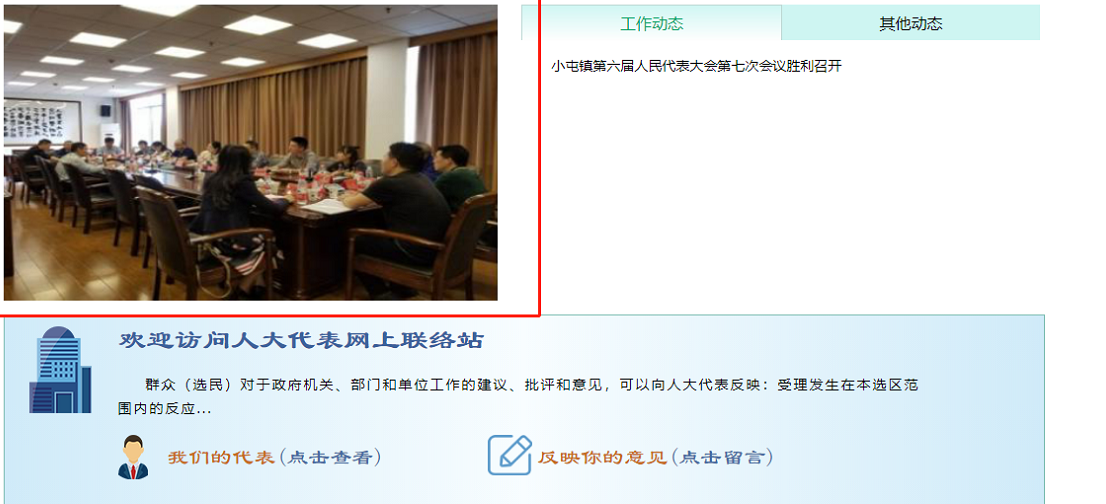 工作动态
其他动态
小屯镇第六届人民代表大会第七次会议胜利召开
欢迎访问人大代表网上联络站
群众（选民）对于政府机关、部门和单位工作的建议、批评和意见，可以向人大代表反映：受理发生在本选区范
围内的反应...
我们的代表(点击查看)
反映你的意见(点击留言)